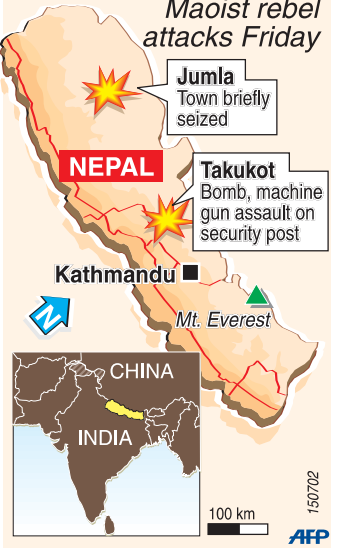 Maoist rebel
attacks Friday
Jumla
Town briefly
seized
NEPAL
Takukot
Bomb, machine
gun assault on
security post
Kathmandu
N
Mt. Everest
CHINA
INDIA
100 km
150702
AFP